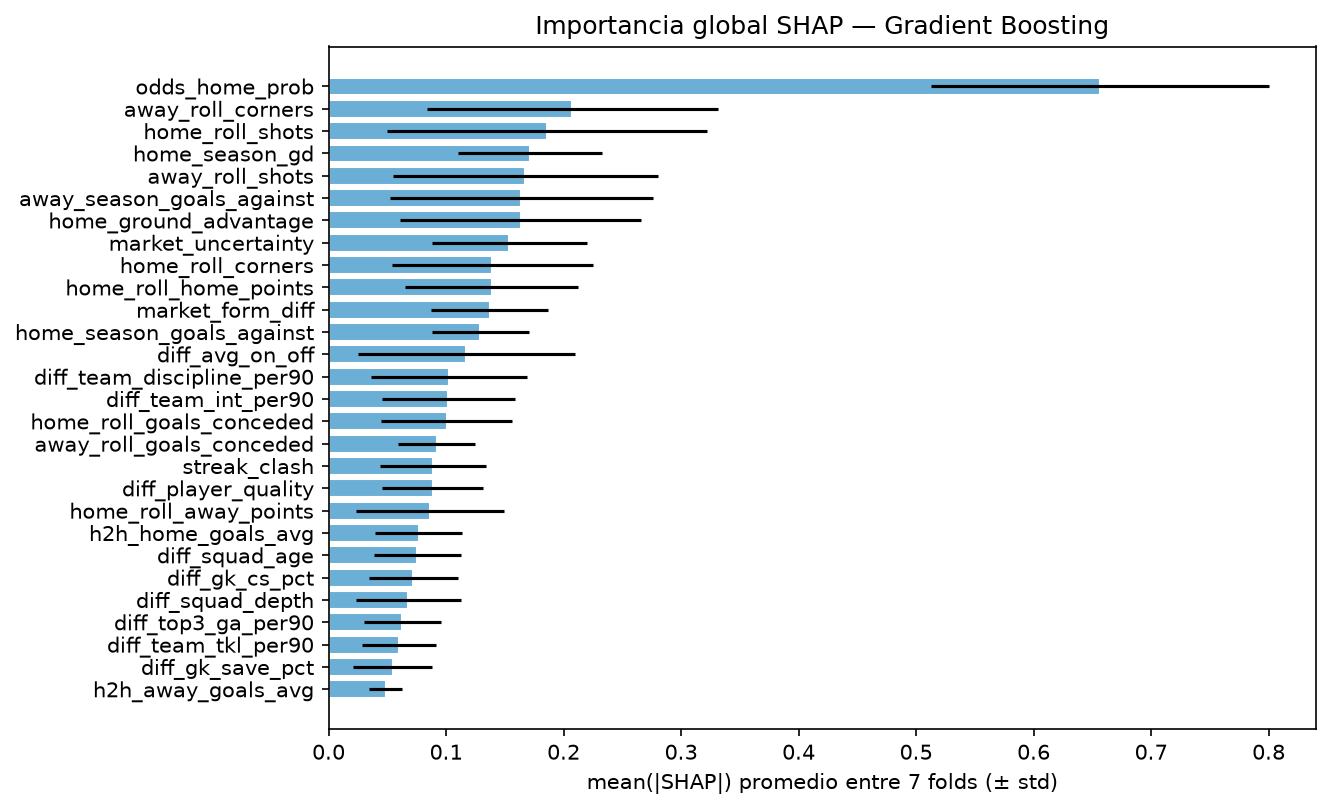 Importancia global SHAP — Gradient Boosting
odds_home_prob
away_roll_corners
home_roll_shots
home_season_gd
away_roll_shots
away_season_goals_against
home_ground_advantage
market_uncertainty
home_roll_corners
home_roll_home_points
market_form_diff
home_season_goals_against
diff_avg_on_off
diff_team_discipline_per90
diff_team_int_per90
home_roll_goals_conceded
away_roll_goals_conceded
streak_clash
diff_player_quality
home_roll_away_points
h2h_home_goals_avg
diff_squad_age
diff_gk_cs_pct
diff_squad_depth
diff_top3_ga_per90
diff_team_tkl_per90
diff_gk_save_pct
h2h_away_goals_avg
0.0 0.1 0.2 0.3 0.4 0.5 0.6 0.7 0.8
mean(|SHAP|) promedio entre 7 folds (± std)